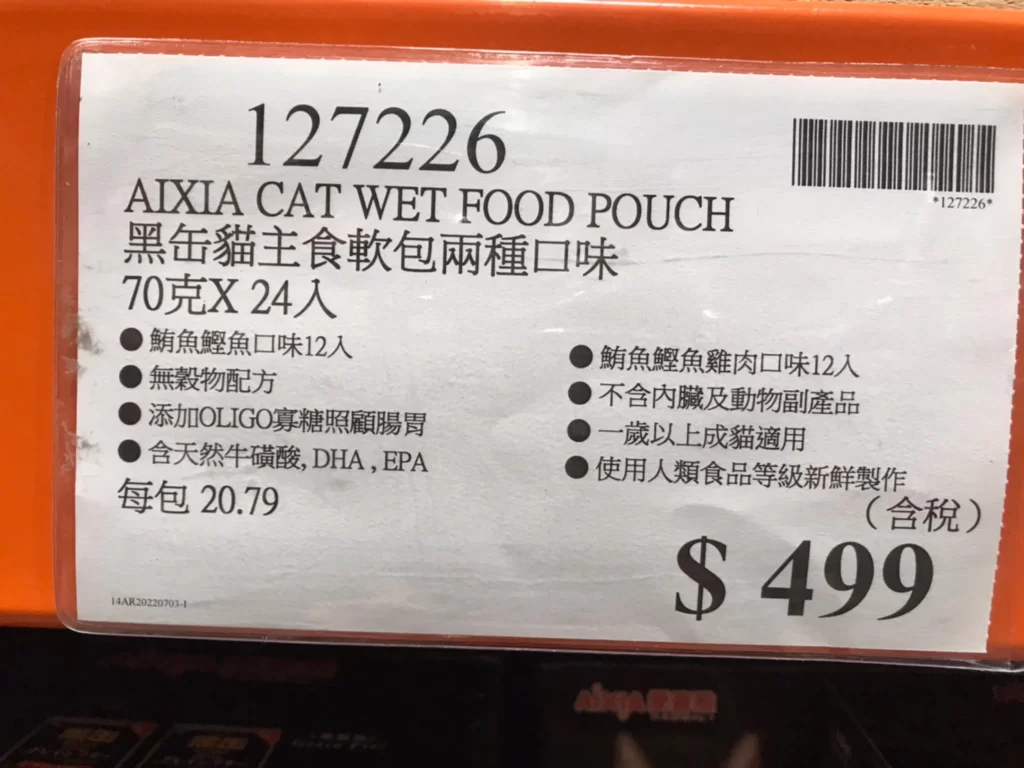 127226
*127226*
AIXIA CAT WET FOOD POUCH
黑缶貓主食軟包兩種口味
70克X 24入
●鮪魚鰹魚口味12入
●鮪魚鰹魚雞肉口味12入
●無穀物配方
●不含內臟及動物副產品
●添加OLIGO寡糖照顧腸胃
●一歲以上成貓適用
●含天然牛磺酸, DHA , EPA
●使用人類食品等級新鮮製作
每包 20.79
（含稅）
$ 499
14AR20220703-1
AIXIA